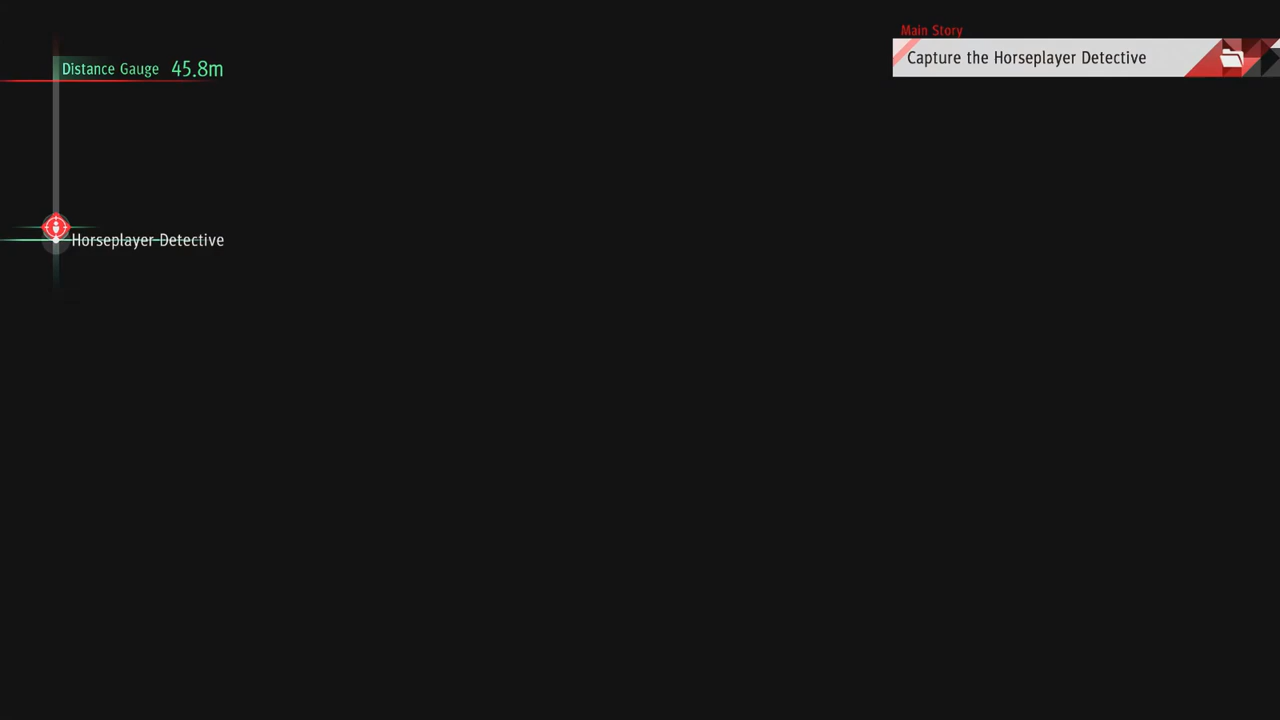 Main Story
Capture the Horseplayer Detective
Distance Gauge 45.8m
Horseplayer Detective